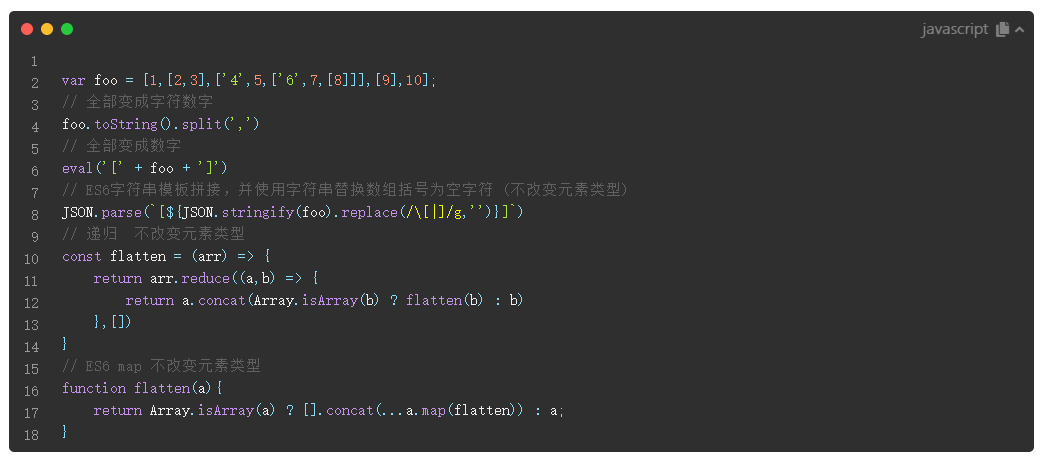 javascript
1
2 var foo = [1,[2,3],['4',5,['6',7,[8]]],[9],10];
3 // 全部变成字符数字
4 foo.toString().split(',')
5 // 全部变成数字
6 eval('[' + foo + ']')
7 // ES6字符串模板拼接,并使用字符串替换数组括号为空字符 (不改变元素类型)
8 JSON.parse(`[${JSON.stringify(foo).replace(/\[|]/g,'')}]`)
9 // 递归  不改变元素类型
10 const flatten = (arr) => {
11     return arr.reduce((a,b) => {
12         return a.concat(Array.isArray(b) ? flatten(b) : b)
13     },[])
14 }
15 // ES6 map 不改变元素类型
16 function flatten(a){
17     return Array.isArray(a) ? [].concat(...a.map(flatten)) : a;
18 }